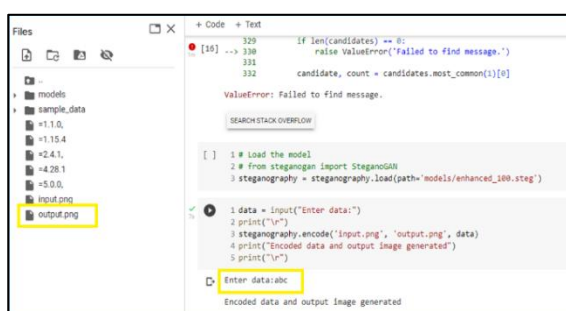 Files
..
models
sample_data
=1.1.0,
=1.15.4
=2.4.1,
=4.28.1
=5.0.0,
input.png
output.png
+ Code + Text
329 if len(candidates) == 0:
[16] --> 330 raise ValueError('Failed to find message.')
331
332 candidate, count = candidates.most_common(1)[0]
ValueError: Failed to find message.
SEARCH STACK OVERFLOW
[ ] 1 # Load the model
2 # from steganogan import SteganoGAN
3 steganography = steganography.load(path='models/enhanced_100.steg')
1 data = input("Enter data:")
2 print("\r")
3 steganography.encode('input.png', 'output.png', data)
4 print("Encoded data and output image generated")
5 print("\r")
Enter data:abc
Encoded data and output image generated